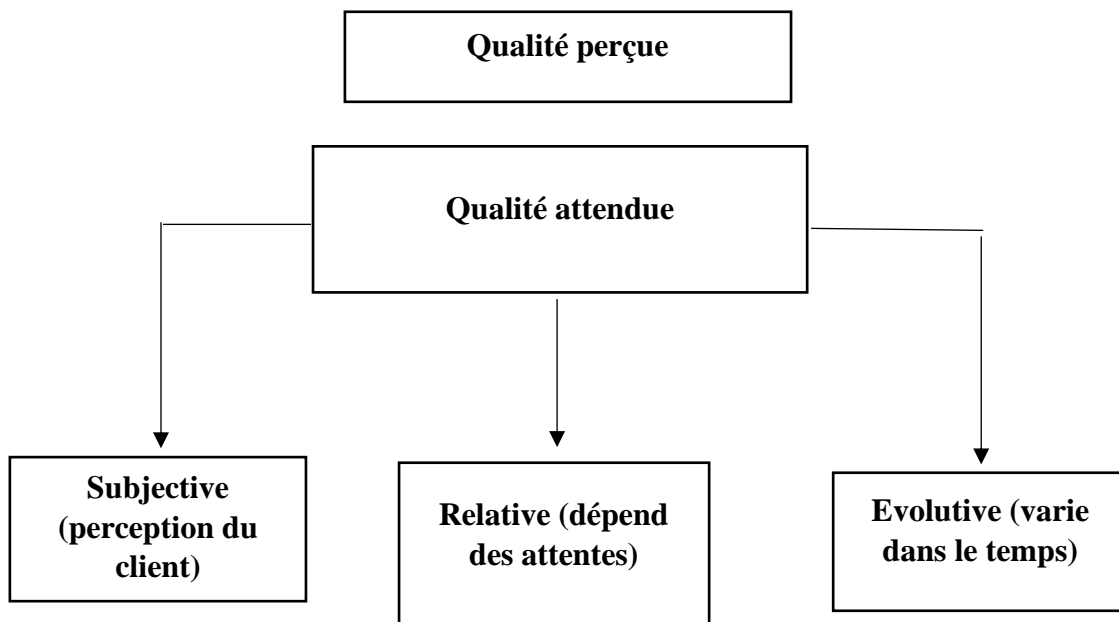 Qualité perçue
Qualité attendue
Subjective
(perception du
client)
Relative (dépend
des attentes)
Evolutive (varie
dans le temps)